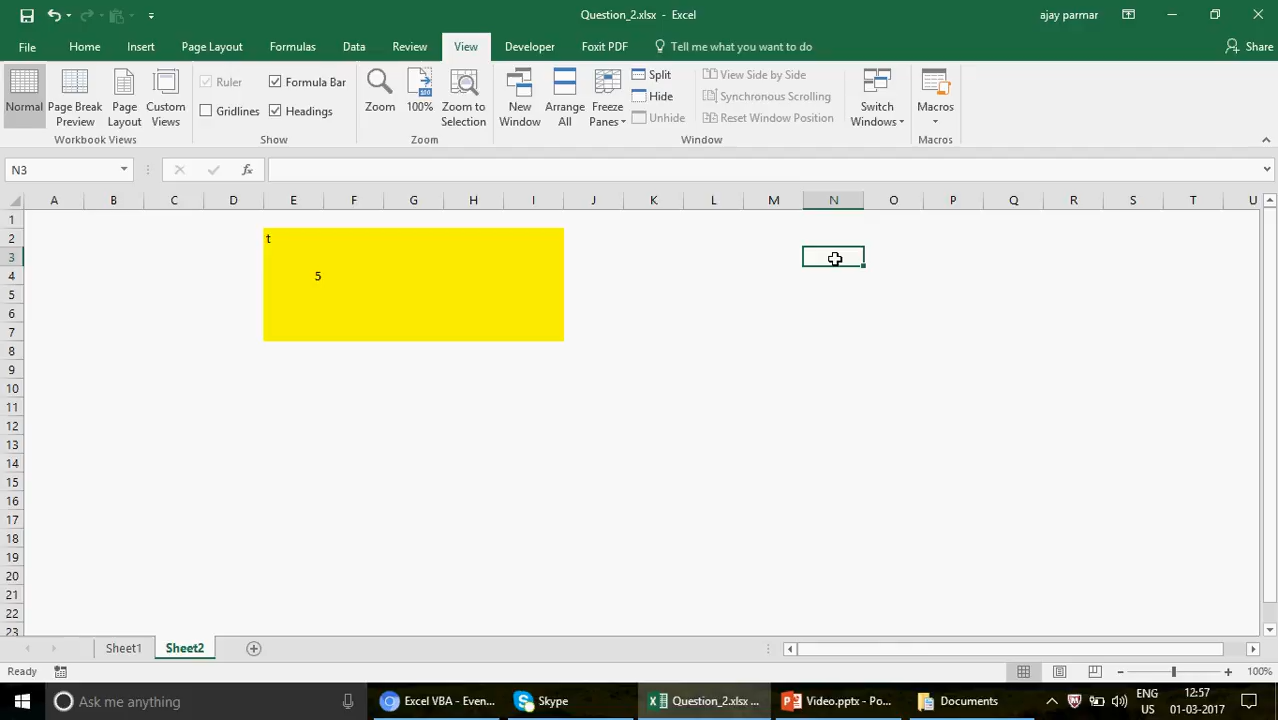 Question_2.xlsx - Excel
ajay parmar
File Home Insert Page Layout Formulas Data Review View Developer Foxit PDF Tell me what you want to do Share
Normal
Page Break Preview
Page Layout
Custom Views
Workbook Views
Ruler
Formula Bar
Gridlines
Headings
Show
Zoom
100%
Zoom to Selection
Zoom
New Window
Arrange All
Freeze Panes
Split
Hide
Unhide
View Side by Side
Synchronous Scrolling
Reset Window Position
Window
Switch Windows
Macros
Macros
N3
fx
A B C D E F G H I J K L M N O P Q R S T U
1
2 t
3
4 5
5
6
7
8
9
10
11
12
13
14
15
16
17
18
19
20
21
22
23
Sheet1 Sheet2
Ready
100%
Ask me anything
Excel VBA - Even...
Skype
Question_2.xlsx ...
Video.pptx - Po...
Documents
ENG
US
12:57
01-03-2017